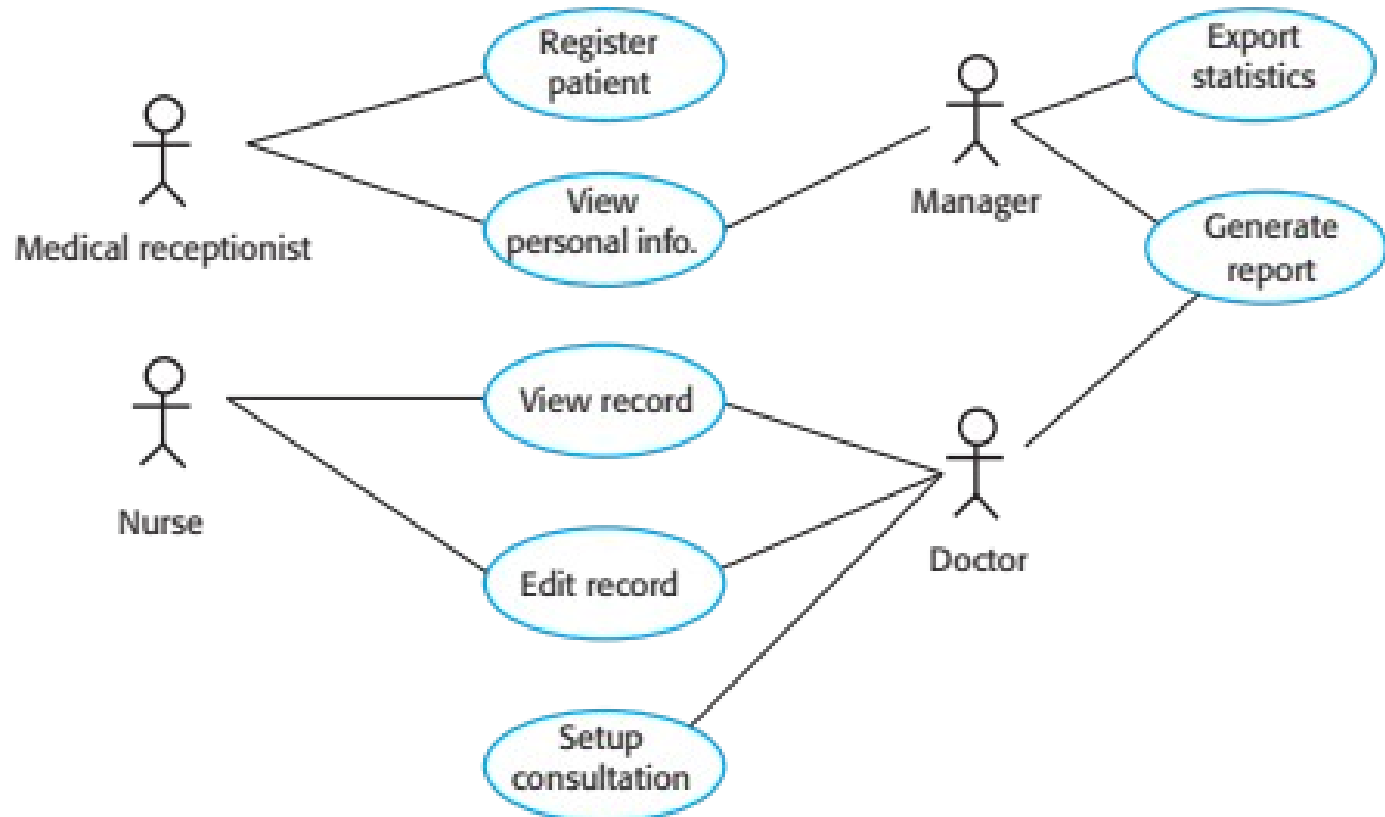 Register
patient
Export
statistics
Medical receptionist
View
personal info.
Manager
Generate
report
Nurse
View record
Edit record
Doctor
Setup
consultation